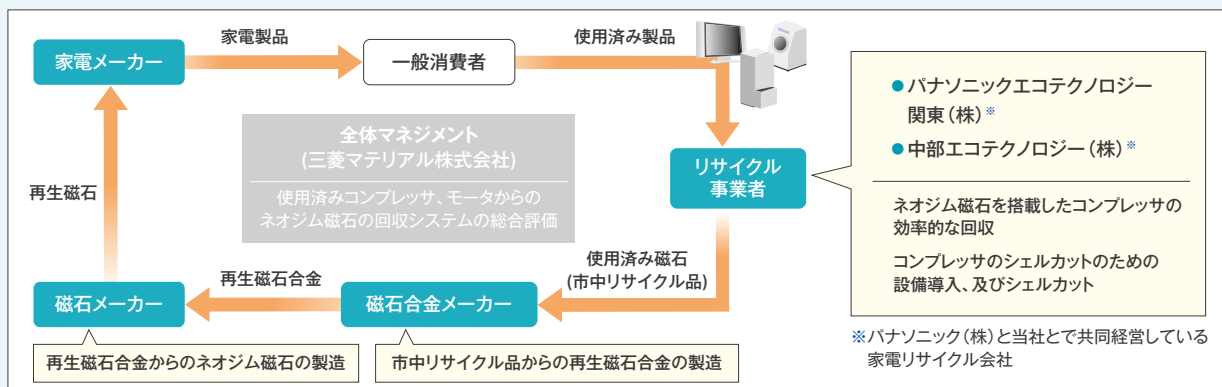 家電メーカー
家電製品
一般消費者
使用済み製品
リサイクル
事業者
● パナソニックエコテクノロジー
関東(株)※
● 中部エコテクノロジー(株)※
ネオジム磁石を搭載したコンプレッサの
効率的な回収
コンプレッサのシェルカットのための
設備導入、及びシェルカット
※パナソニック(株)と当社とで共同経営している
家電リサイクル会社
全体マネジメント
(三菱マテリアル株式会社)
使用済みコンプレッサ、モータからの
ネオジム磁石の回収システムの総合評価
再生磁石
使用済み磁石
(市中リサイクル品)
磁石合金メーカー
再生磁石合金
磁石メーカー
再生磁石合金からのネオジム磁石の製造
市中リサイクル品からの再生磁石合金の製造